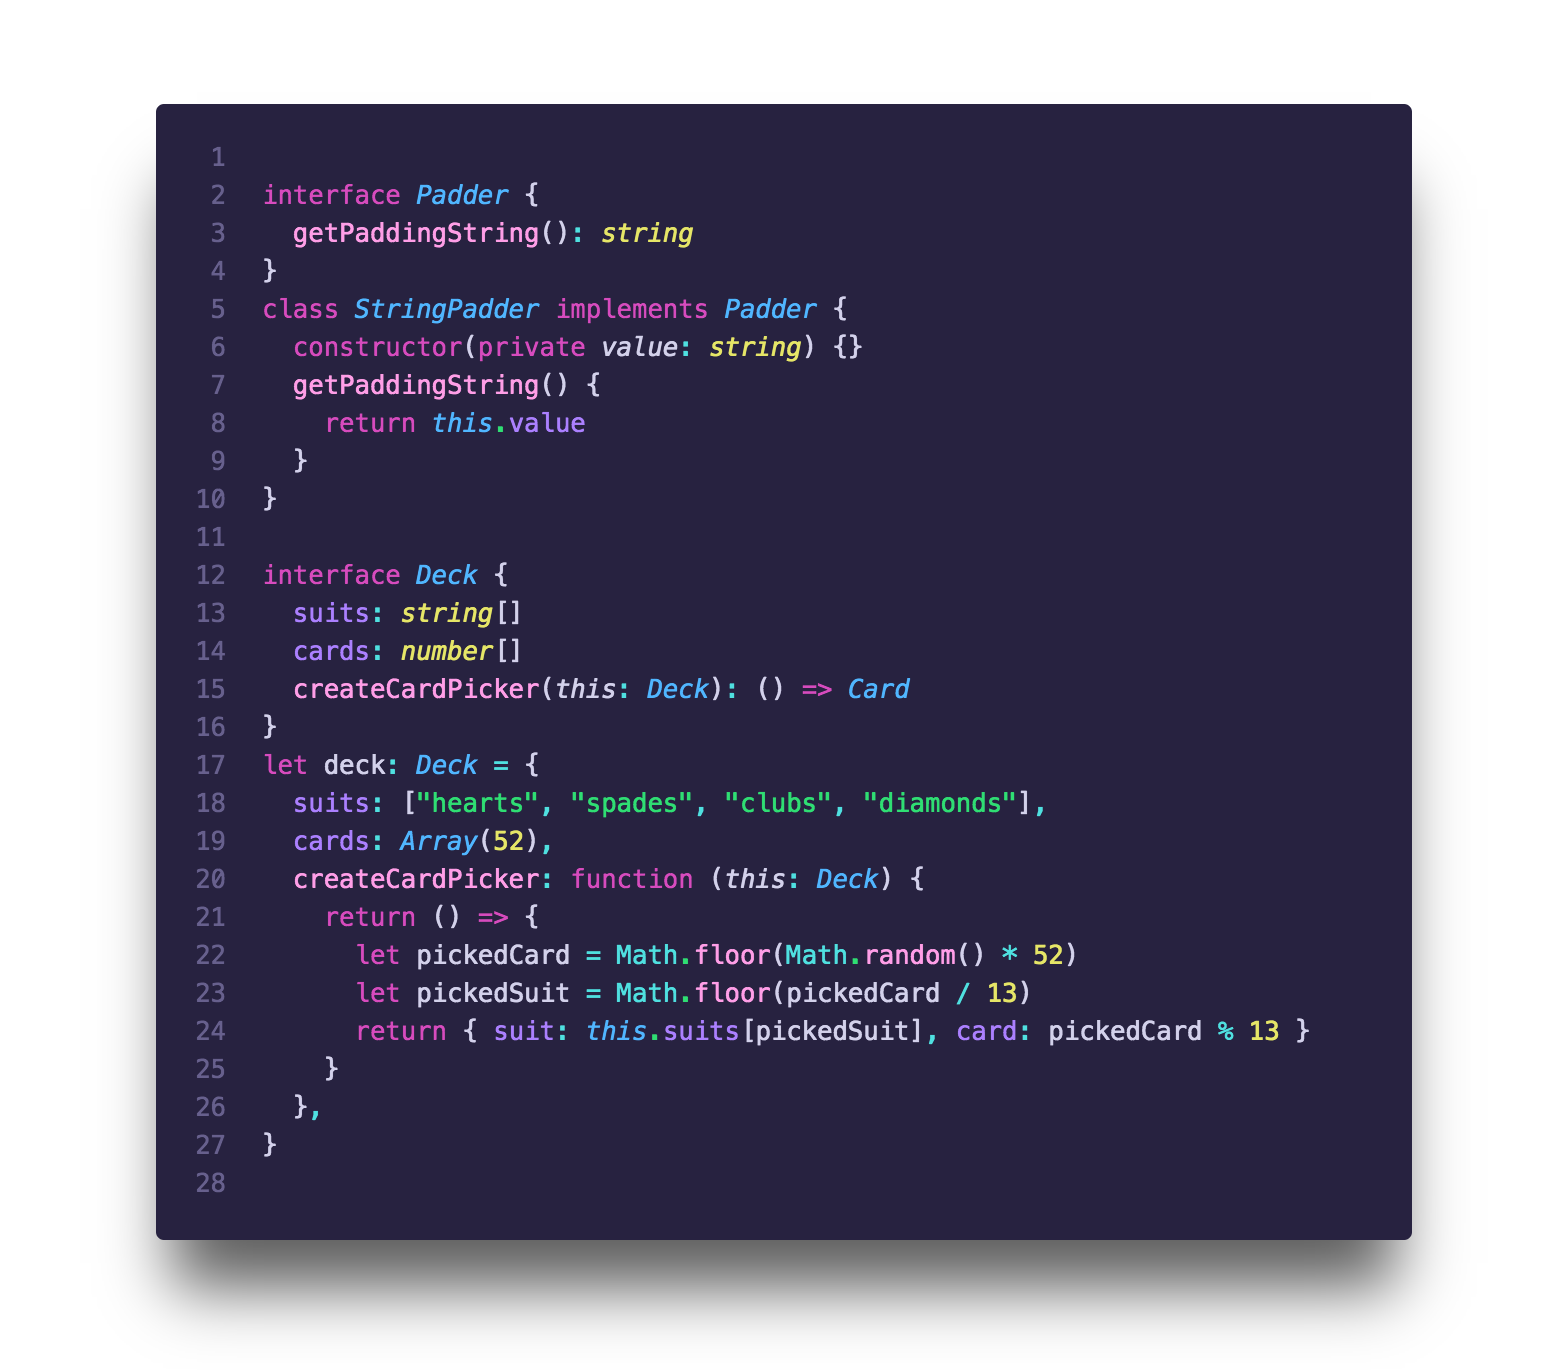 1
2 interface Padder {
3   getPaddingString(): string
4 }
5 class StringPadder implements Padder {
6   constructor(private value: string) {}
7   getPaddingString() {
8     return this.value
9   }
10 }
11
12 interface Deck {
13   suits: string[]
14   cards: number[]
15   createCardPicker(this: Deck): () => Card
16 }
17 let deck: Deck = {
18   suits: ["hearts", "spades", "clubs", "diamonds"],
19   cards: Array(52),
20   createCardPicker: function (this: Deck) {
21     return () => {
22       let pickedCard = Math.floor(Math.random() * 52)
23       let pickedSuit = Math.floor(pickedCard / 13)
24       return { suit: this.suits[pickedSuit], card: pickedCard % 13 }
25     }
26   },
27 }
28